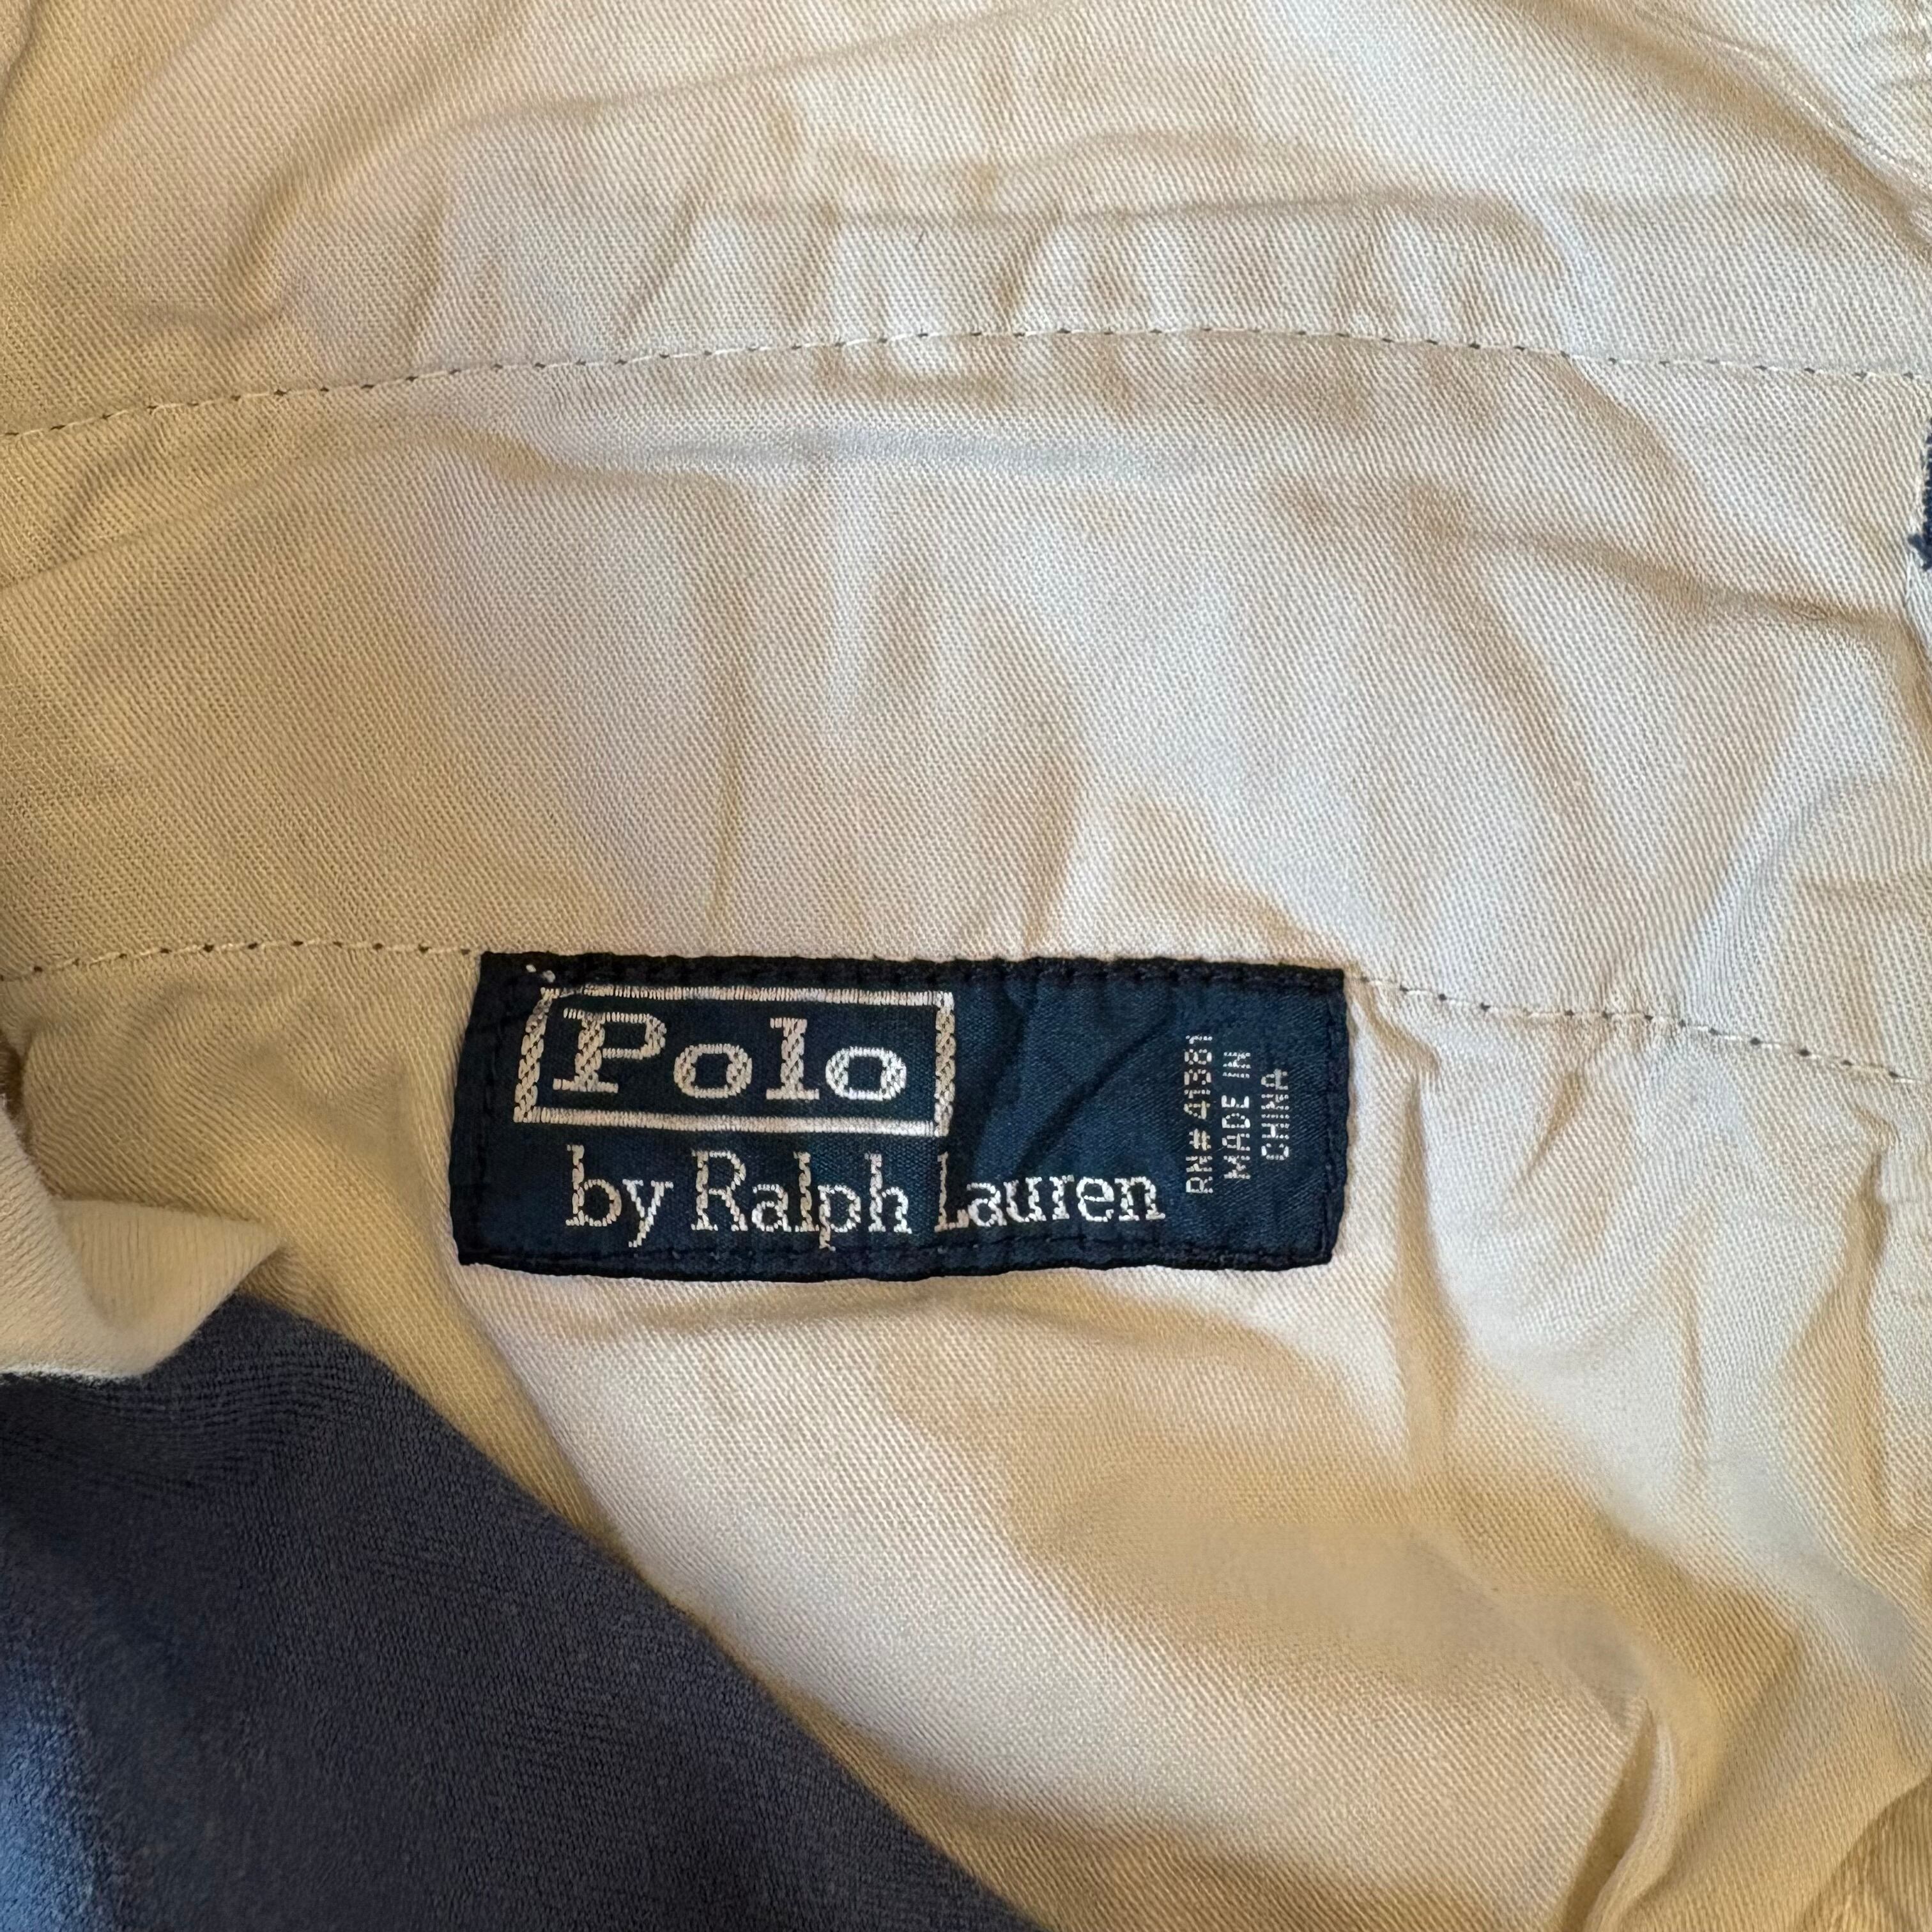 Polo
by Ralph Lauren
RN# 41381
MADE IN
CHINA